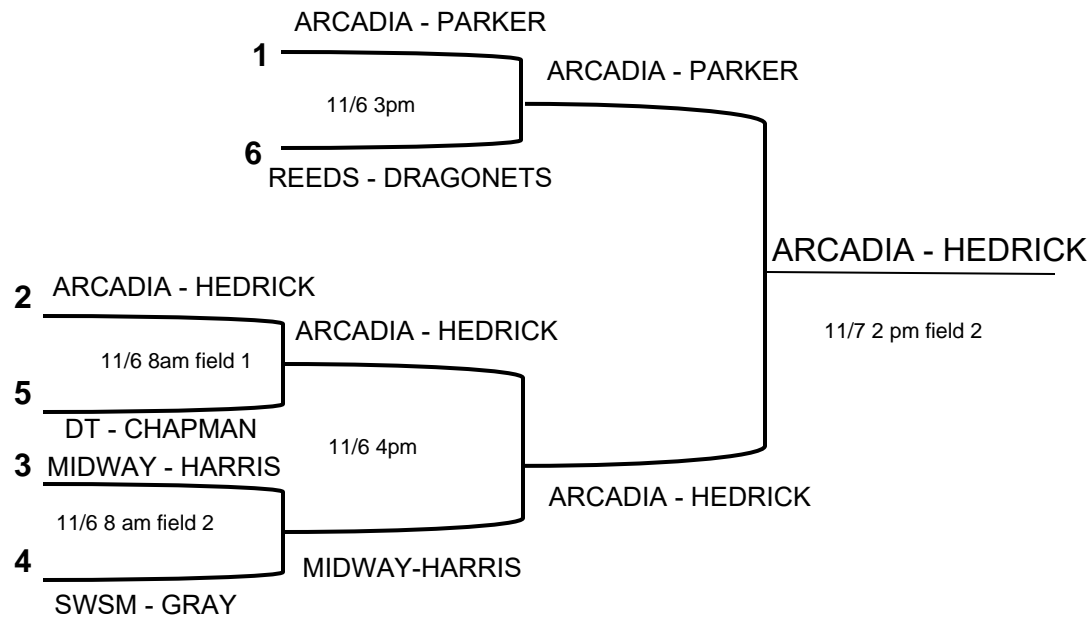 ARCADIA - PARKER
1
ARCADIA - PARKER
11/6 3pm
6
REEDS - DRAGONETS
ARCADIA - HEDRICK
2 ARCADIA - HEDRICK
ARCADIA - HEDRICK
11/7 2 pm field 2
11/6 8am field 1
5
DT - CHAPMAN
11/6 4pm
3 MIDWAY - HARRIS
ARCADIA - HEDRICK
11/6 8 am field 2
4
MIDWAY-HARRIS
SWSM - GRAY